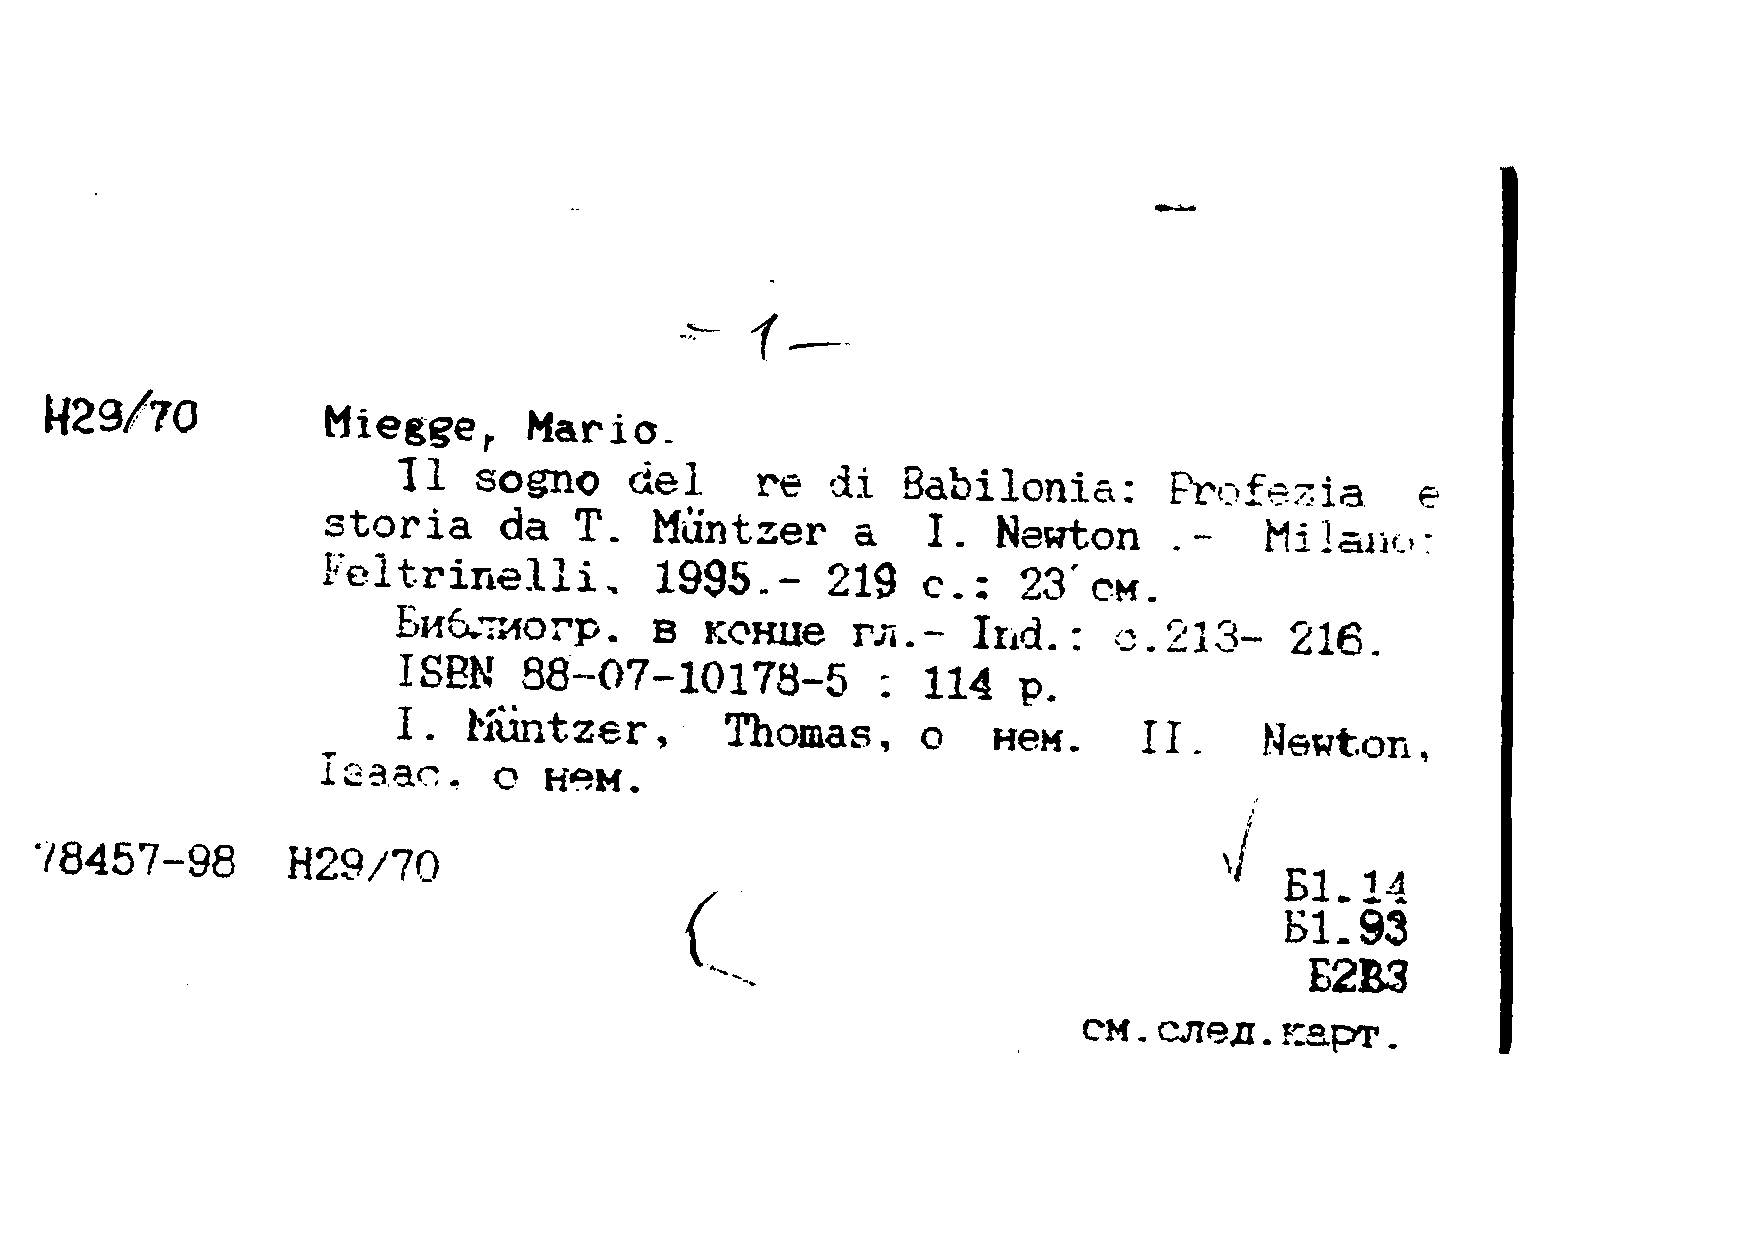 - 1 -
H29/70 Miegge, Mario.
Il sogno del re di Babilonia: Profezia e
storia da T. Müntzer a I. Newton .- Milano:
Feltrinelli, 1995.- 219 с.: 23 см.
Библиогр. в конце гл.- Ind.: с.213- 216.
ISBN 88-07-10178-5 : 114 р.
I. Müntzer, Thomas, о нем. II. Newton,
Isaac, о нем.
78457-98 H29/70
Б1.14
Б1.93
Б2В3
см.след.карт.